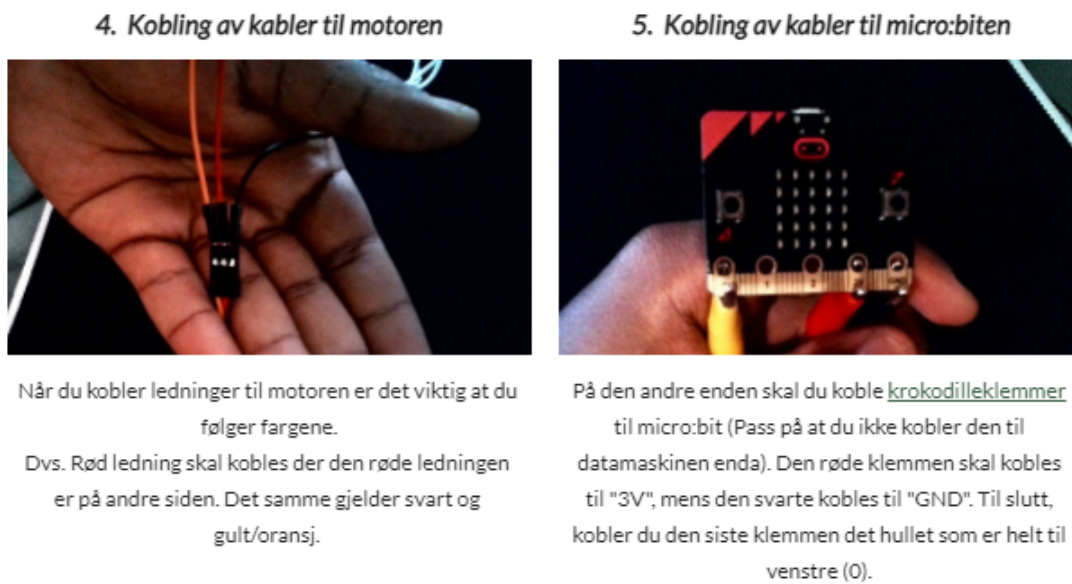 4. Kobling av kabler til motoren
Når du kobler ledninger til motoren er det viktig at du
følger fargene.
Dvs. Rød ledning skal kobles der den røde ledningen
er på andre siden. Det samme gjelder svart og
gult/oransj.
5. Kobling av kabler til micro:biten
På den andre enden skal du koble krokodilleklemmer
til micro:bit (Pass på at du ikke kobler den til
datamaskinen enda). Den røde klemmen skal kobles
til "3V", mens den svarte kobles til "GND". Til slutt,
kobler du den siste klemmen det hullet som er helt til
venstre (0).